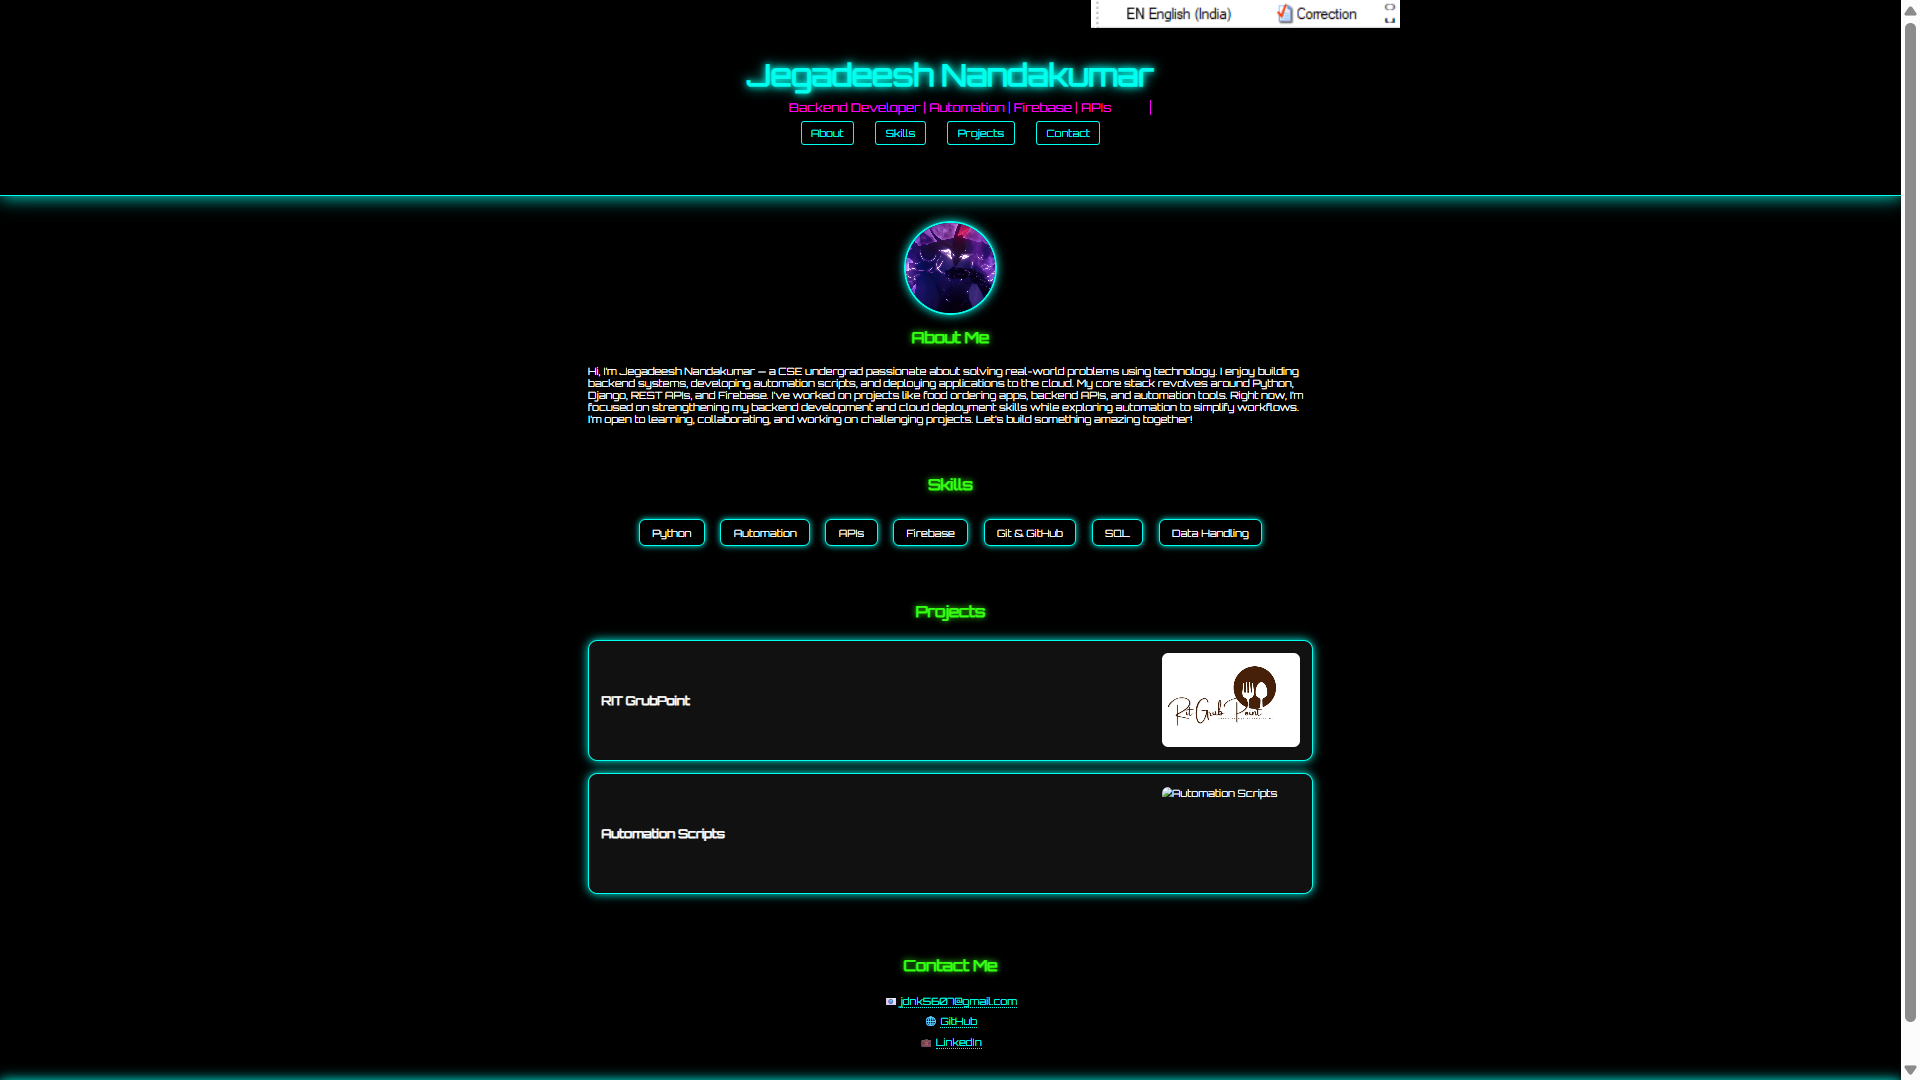 EN English (India) Correction
Jegadeesh Nandakumar
Backend Developer | Automation | Firebase | APIs |
About Skills Projects Contact
About Me
Hi, I'm Jegadeesh Nandakumar — a CSE undergrad passionate about solving real-world problems using technology. I enjoy building
backend systems, developing automation scripts, and deploying applications to the cloud. My core stack revolves around Python,
Django, REST APIs, and Firebase. I've worked on projects like food ordering apps, backend APIs, and automation tools. Right now, I'm
focused on strengthening my backend development and cloud deployment skills while exploring automation to simplify workflows.
I'm open to learning, collaborating, and working on challenging projects. Let's build something amazing together!
Skills
Python Automation APIs Firebase Git & GitHub SQL Data Handling
Projects
RIT GrubPoint
Rit Grub Point
Automation Scripts
Automation Scripts
Contact Me
jdnk5607@gmail.com
GitHub
LinkedIn